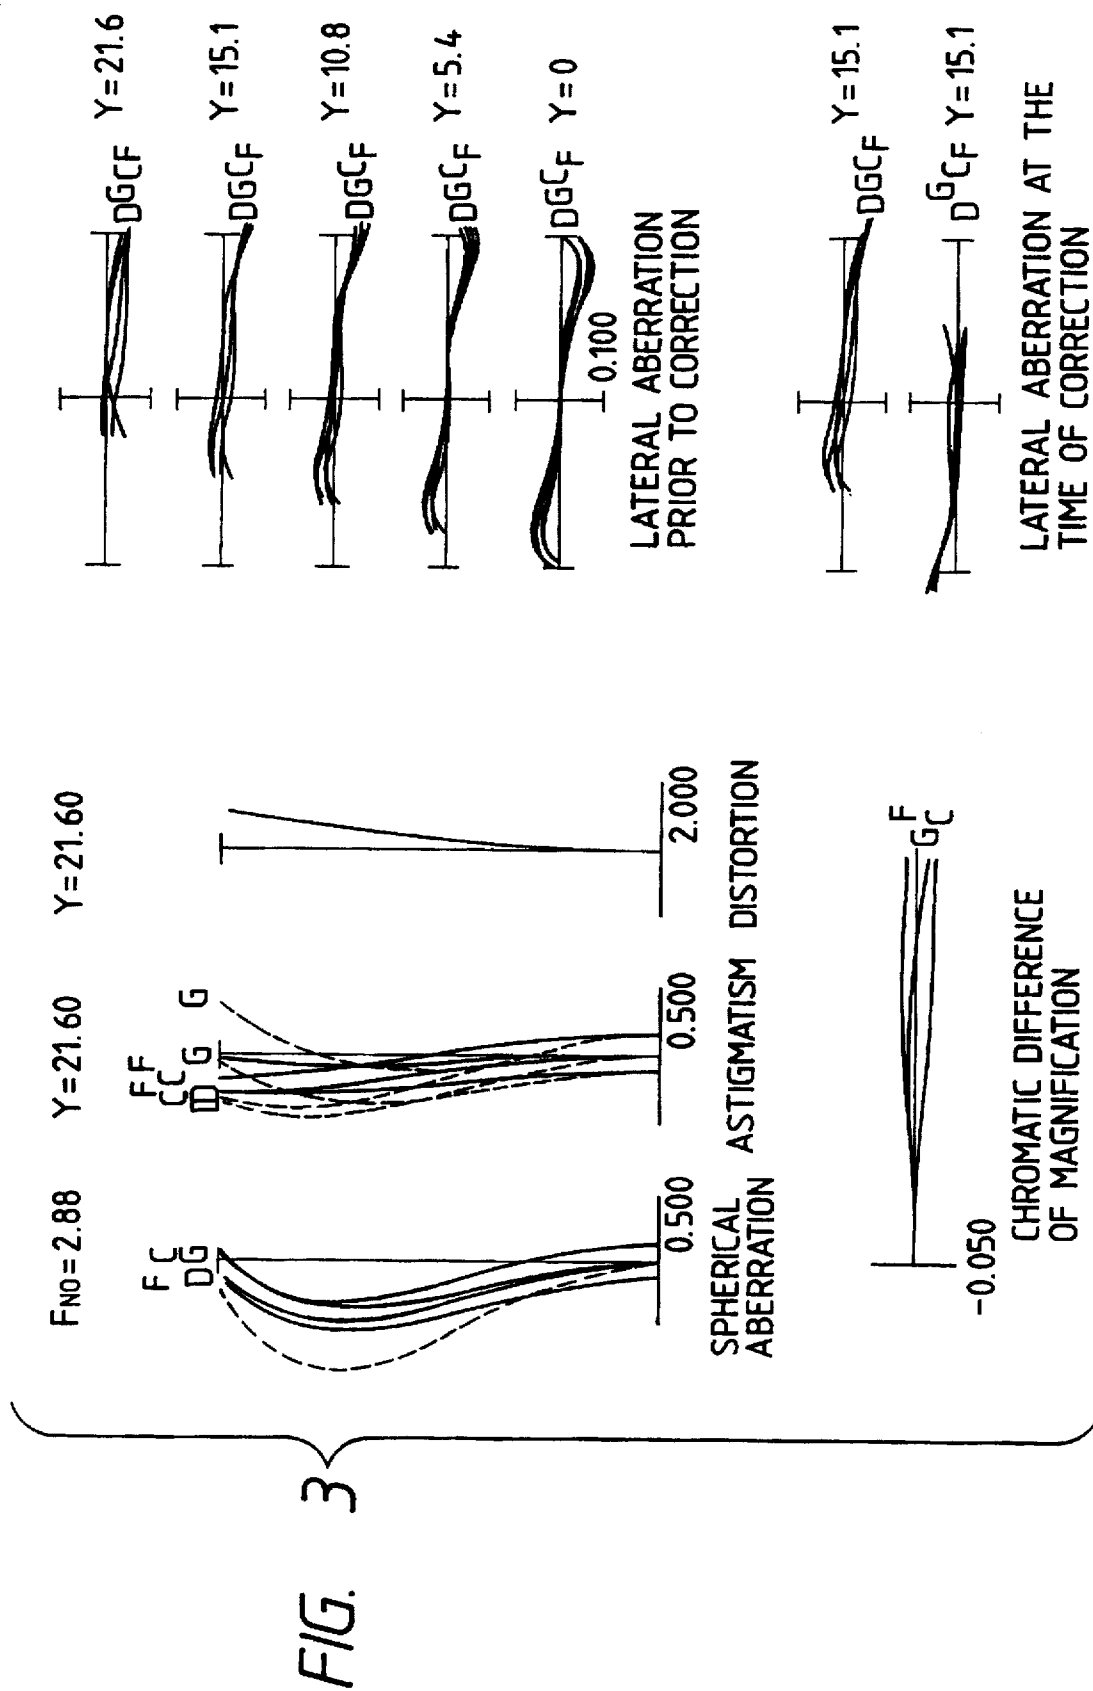 FIG. 3
FNO=2.88
F C
D G
0.500
SPHERICAL
ABERRATION
Y=21.60
F F
C C
D D G G
0.500
ASTIGMATISM
Y=21.60
2.000
DISTORTION
-0.050
F
G
C
CHROMATIC DIFFERENCE
OF MAGNIFICATION
DGCF Y=21.6
DGCF Y=15.1
DGCF Y=10.8
DGCF Y=5.4
DGCF Y=0
0.100
LATERAL ABERRATION
PRIOR TO CORRECTION
DGCF Y=15.1
DGCF Y=15.1
LATERAL ABERRATION AT THE
TIME OF CORRECTION